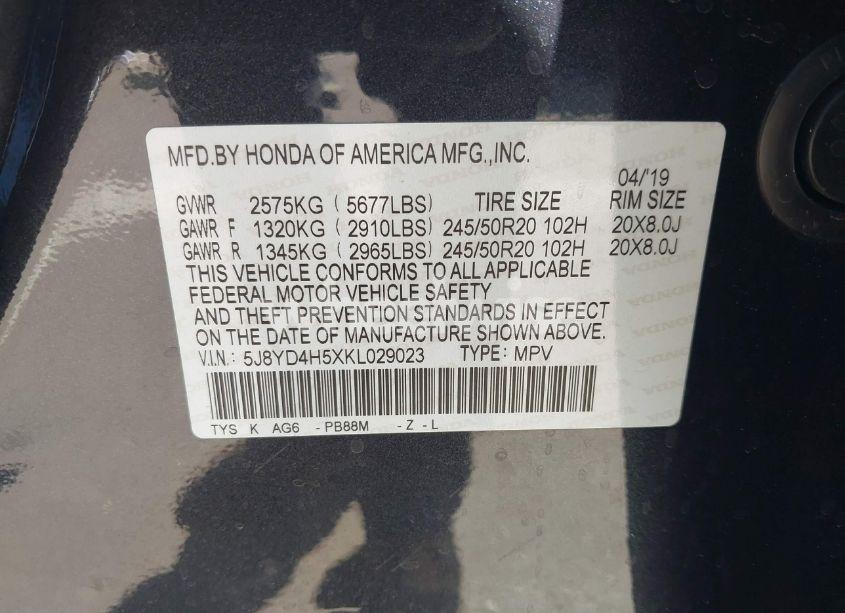 MFD.BY HONDA OF AMERICA MFG.,INC.
04/'19
GVWR 2575KG ( 5677LBS) TIRE SIZE RIM SIZE
GAWR F 1320KG ( 2910LBS) 245/50R20 102H 20X8.0J
GAWR R 1345KG ( 2965LBS) 245/50R20 102H 20X8.0J
THIS VEHICLE CONFORMS TO ALL APPLICABLE
FEDERAL MOTOR VEHICLE SAFETY
AND THEFT PREVENTION STANDARDS IN EFFECT
ON THE DATE OF MANUFACTURE SHOWN ABOVE.
V.I.N.: 5J8YD4H5XKL029023 TYPE: MPV
TYS K AG6 -PB88M -Z -L